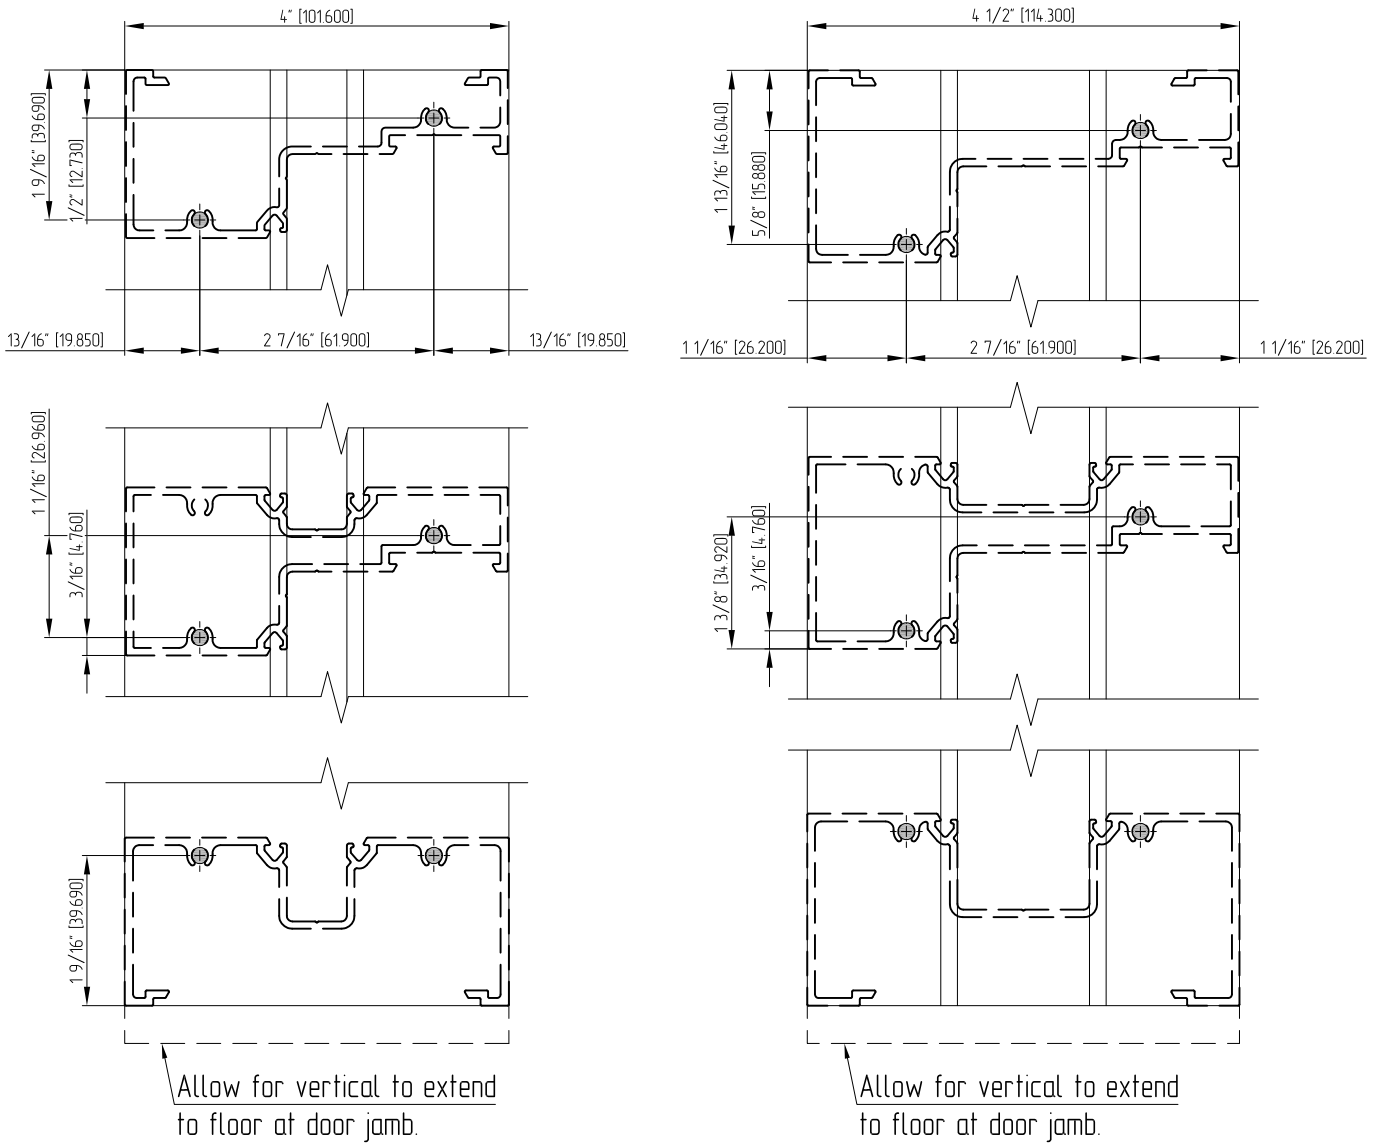 4" [101.600]
1 9/16" [39.690]
1/2" [12.730]
13/16" [19.850]
2 7/16" [61.900]
13/16" [19.850]
4 1/2" [114.300]
1 13/16" [46.040]
5/8" [15.880]
1 1/16" [26.200]
2 7/16" [61.900]
1 1/16" [26.200]
1 1/16" [26.960]
3/16" [4.760]
1 3/8" [34.920]
3/16" [4.760]
1 9/16" [39.690]
Allow for vertical to extend
to floor at door jamb.
Allow for vertical to extend
to floor at door jamb.